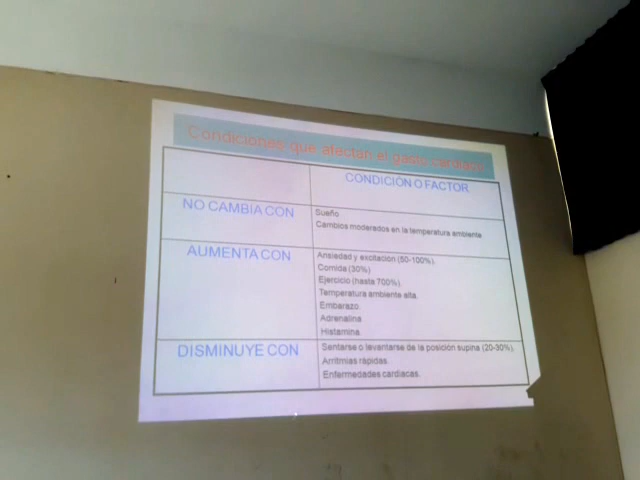 Condiciones que afectan el gasto cardiaco
CONDICIÓN O FACTOR
NO CAMBIA CON
Sueño
Cambios moderados en la temperatura ambiente
AUMENTA CON
Ansiedad y excitación (50-100%).
Comida (30%)
Ejercicio (hasta 700%).
Temperatura ambiente alta.
Embarazo.
Adrenalina
Histamina.
DISMINUYE CON
Sentarse o levantarse de la posición supina (20-30%).
Arritmias rápidas.
Enfermedades cardiacas.